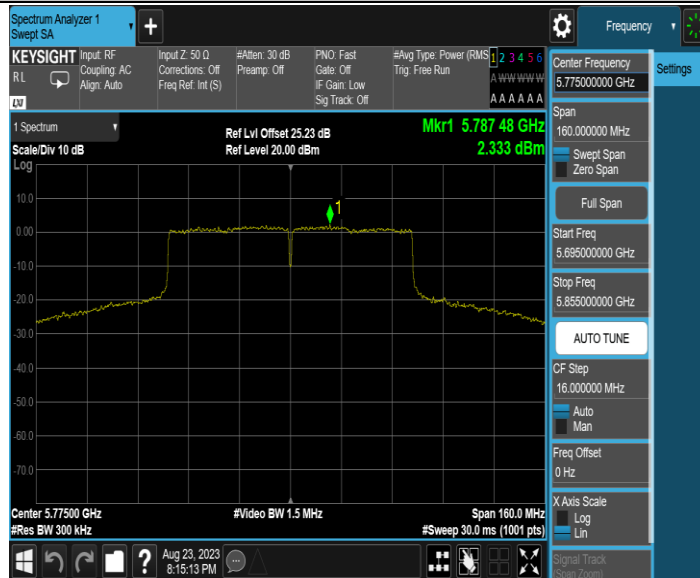 Spectrum Analyzer 1
Swept SA
+
Frequency
KEYSIGHT
RL
LXI
Input: RF
Coupling: AC
Align: Auto
Input Z: 50 Ω
Corrections: Off
Freq Ref: Int (S)
#Atten: 30 dB
Preamp: Off
PNO: Fast
Gate: Off
IF Gain: Low
Sig Track: Off
#Avg Type: Power (RMS
Trig: Free Run
1 2 3 4 5 6
A W W W W W
A A A A A A
1 Spectrum
Scale/Div 10 dB
Log
Ref Lvl Offset 25.23 dB
Ref Level 20.00 dBm
Mkr1 5.787 48 GHz
2.333 dBm
1
10.0
0.00
-10.0
-20.0
-30.0
-40.0
-50.0
-60.0
-70.0
Center 5.77500 GHz
#Res BW 300 kHz
#Video BW 1.5 MHz
Span 160.0 MHz
#Sweep 30.0 ms (1001 pts)
?
Aug 23, 2023
8:15:13 PM
Settings
Center Frequency
5.775000000 GHz
Span
160.000000 MHz
Swept Span
Zero Span
Full Span
Start Freq
5.695000000 GHz
Stop Freq
5.855000000 GHz
AUTO TUNE
CF Step
16.000000 MHz
Auto
Man
Freq Offset
0 Hz
X Axis Scale
Log
Lin
Signal Track
(Span Zoom)